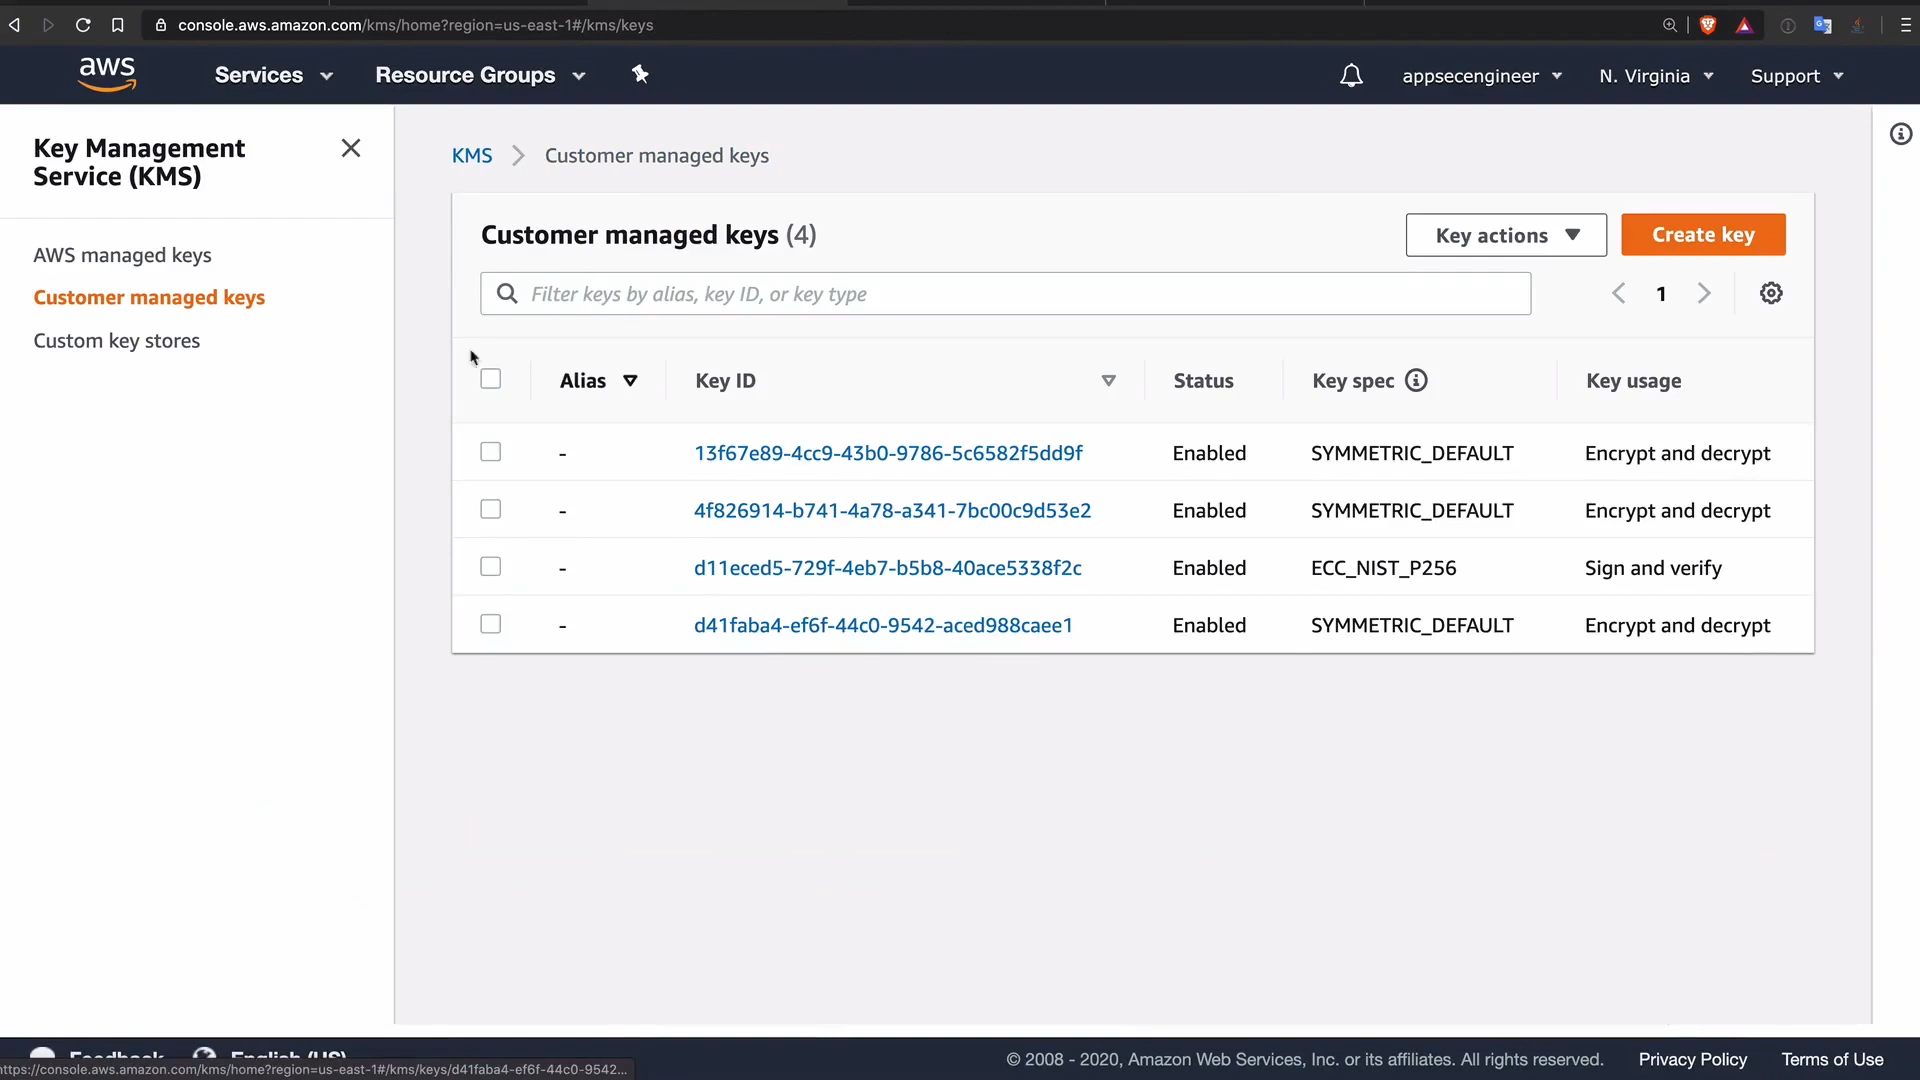 console.aws.amazon.com/kms/home?region=us-east-1#/kms/keys
aws Services Resource Groups appsecengineer N. Virginia Support
Key Management
Service (KMS)
AWS managed keys
Customer managed keys
Custom key stores
KMS Customer managed keys
Customer managed keys (4)
Key actions Create key
Filter keys by alias, key ID, or key type
1
Alias Key ID Status Key spec Key usage
- 13f67e89-4cc9-43b0-9786-5c6582f5dd9f Enabled SYMMETRIC_DEFAULT Encrypt and decrypt
- 4f826914-b741-4a78-a341-7bc00c9d53e2 Enabled SYMMETRIC_DEFAULT Encrypt and decrypt
- d11eced5-729f-4eb7-b5b8-40ace5338f2c Enabled ECC_NIST_P256 Sign and verify
- d41faba4-ef6f-44c0-9542-aced988caee1 Enabled SYMMETRIC_DEFAULT Encrypt and decrypt
Feedback English (US) © 2008 - 2020, Amazon Web Services, Inc. or its affiliates. All rights reserved. Privacy Policy Terms of Use
https://console.aws.amazon.com/kms/home?region=us-east-1#/kms/keys/d41faba4-ef6f-44c0-9542...